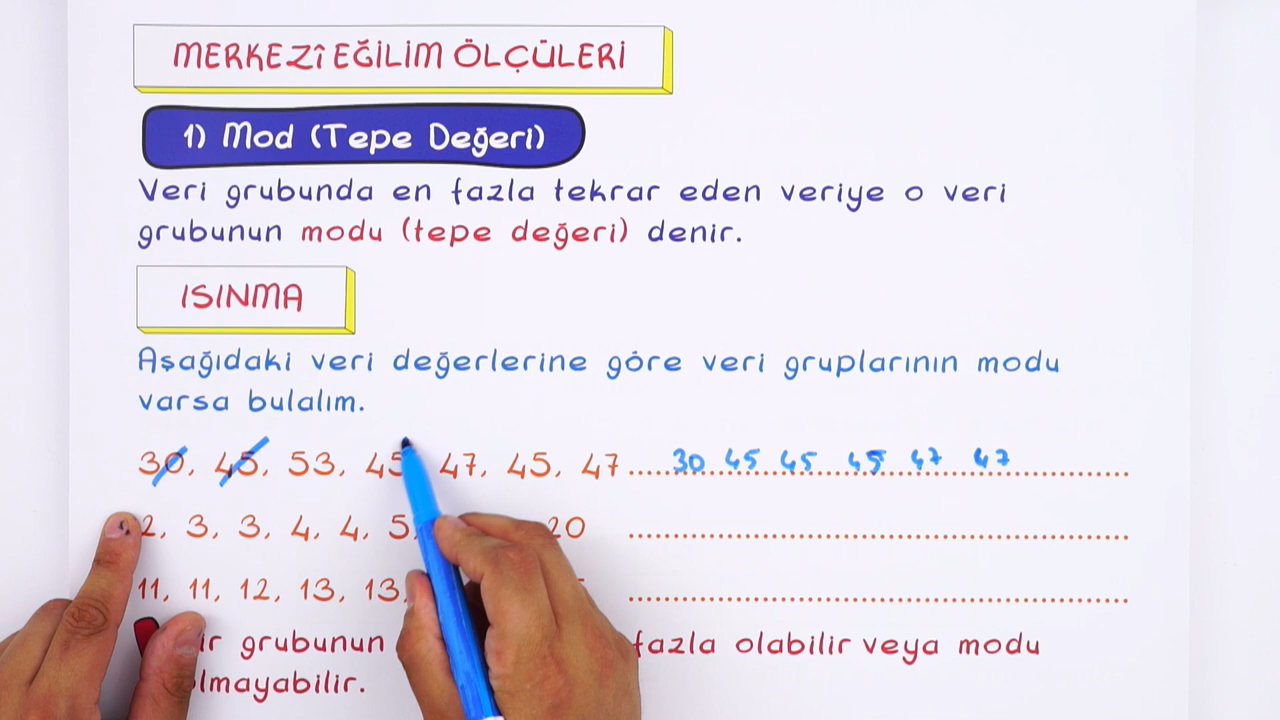 MERKEZÎ EĞİLİM ÖLÇÜLERİ
1) Mod (Tepe Değeri)
Veri grubunda en fazla tekrar eden veriye o veri
grubunun modu (tepe değeri) denir.
ISINMA
Aşağıdaki veri değerlerine göre veri gruplarının modu
varsa bulalım.
30, 45, 53, 45 47, 45, 47 30 45 45 45 47 47
2, 3, 3, 4, 4, 5, 20
11, 11, 12, 13, 13,
grubunun fazla olabilir veya modu
olmayabilir.